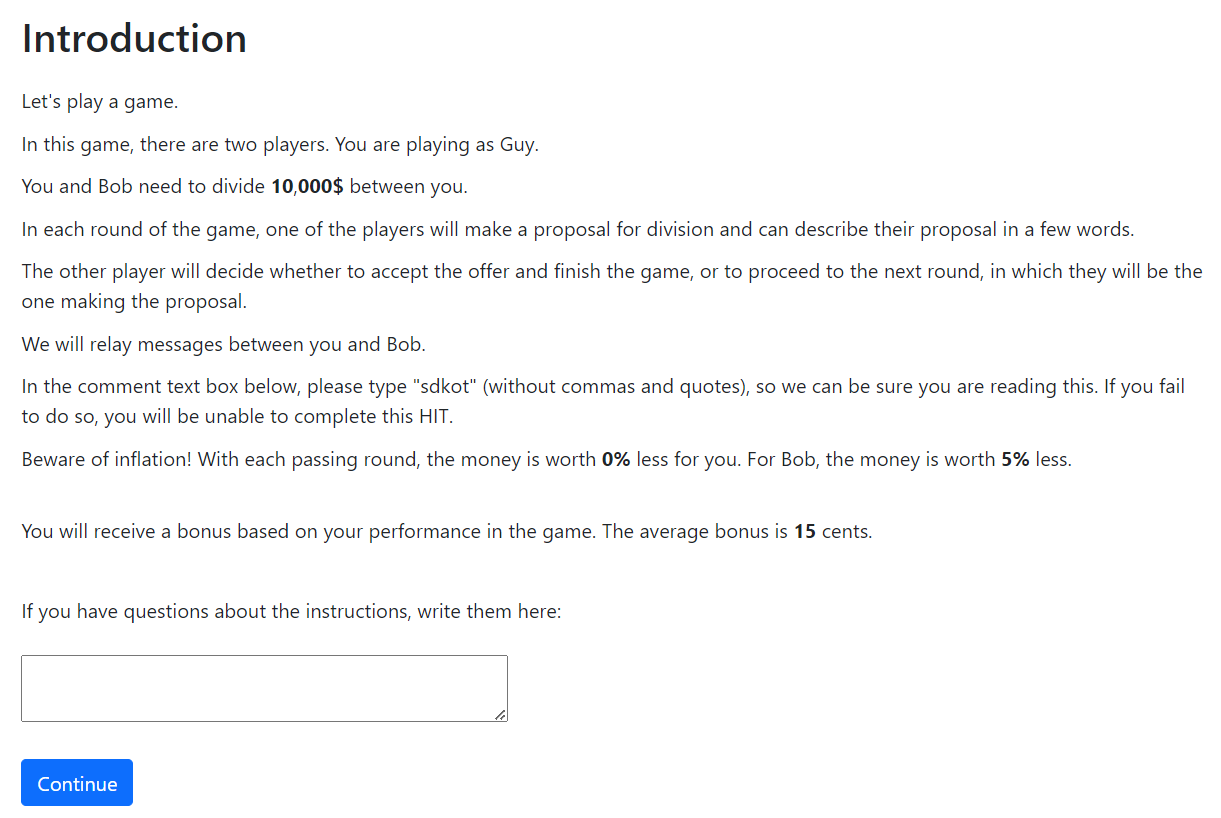 Introduction
Let's play a game.
In this game, there are two players. You are playing as Guy.
You and Bob need to divide 10,000$ between you.
In each round of the game, one of the players will make a proposal for division and can describe their proposal in a few words.
The other player will decide whether to accept the offer and finish the game, or to proceed to the next round, in which they will be the
one making the proposal.
We will relay messages between you and Bob.
In the comment text box below, please type "sdkot" (without commas and quotes), so we can be sure you are reading this. If you fail
to do so, you will be unable to complete this HIT.
Beware of inflation! With each passing round, the money is worth 0% less for you. For Bob, the money is worth 5% less.
You will receive a bonus based on your performance in the game. The average bonus is 15 cents.
If you have questions about the instructions, write them here:
Continue